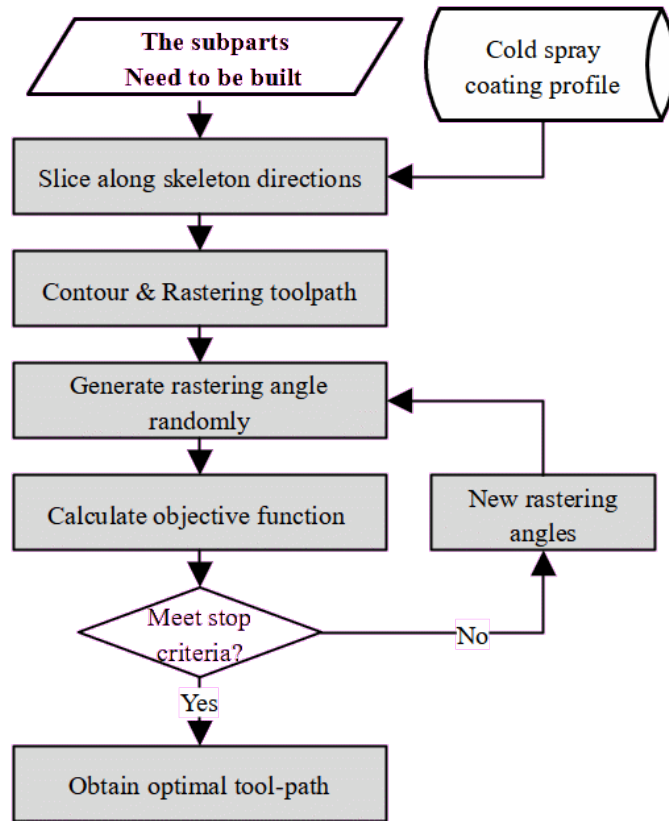 The subparts
Need to be built
Cold spray
coating profile
Slice along skeleton directions
Contour & Rastering toolpath
Generate rastering angle
randomly
Calculate objective function
New rastering
angles
Meet stop
criteria?
No
Yes
Obtain optimal tool-path